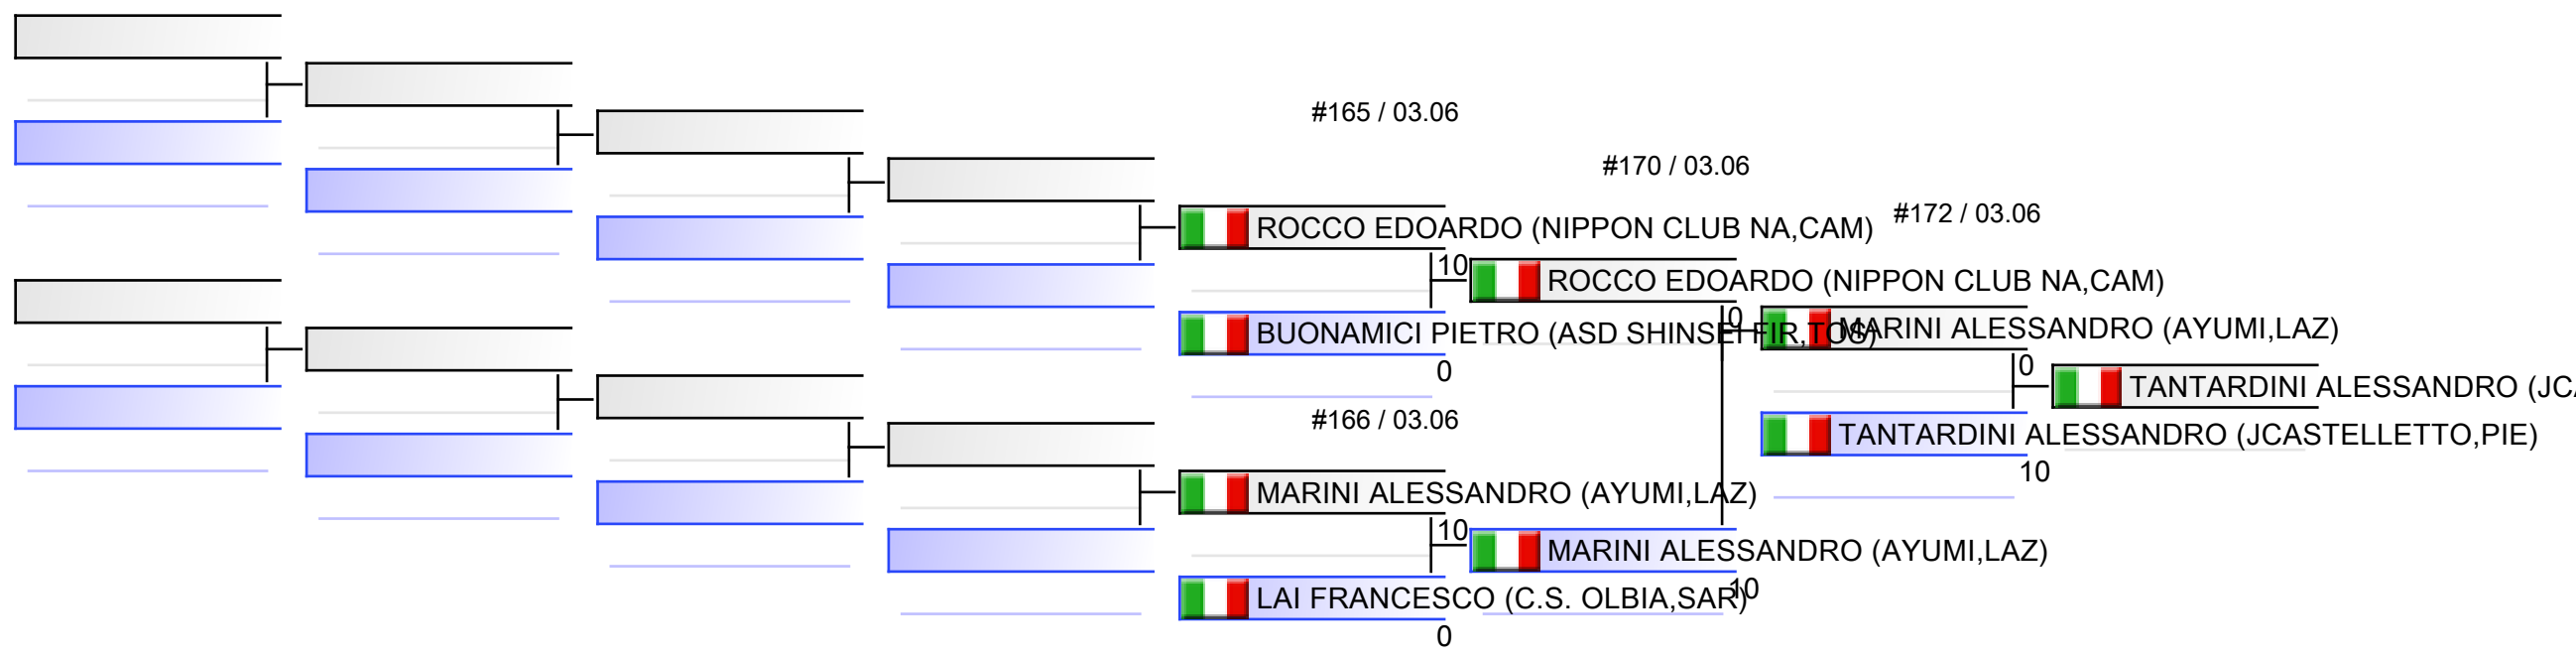 #165 / 03.06
#170 / 03.06
#172 / 03.06
ROCCO EDOARDO (NIPPON CLUB NA,CAM)
10
ROCCO EDOARDO (NIPPON CLUB NA,CAM)
0
BUONAMICI PIETRO (ASD SHINSEI FIR,TOS)
0
MARINI ALESSANDRO (AYUMI,LAZ)
0
TANTARDINI ALESSANDRO (JCA
TANTARDINI ALESSANDRO (JCASTELLETTO,PIE)
10
#166 / 03.06
MARINI ALESSANDRO (AYUMI,LAZ)
10
MARINI ALESSANDRO (AYUMI,LAZ)
10
LAI FRANCESCO (C.S. OLBIA,SAR)
0